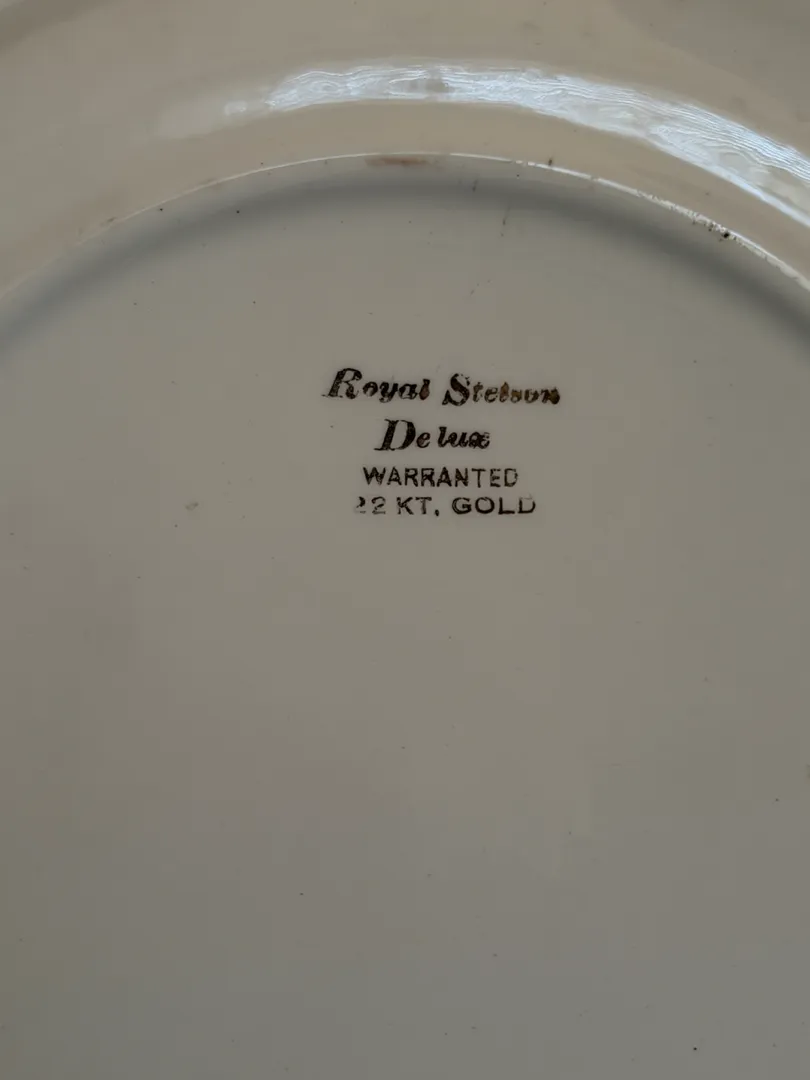 Royal Stetson
De luxe
WARRANTED
22 KT. GOLD